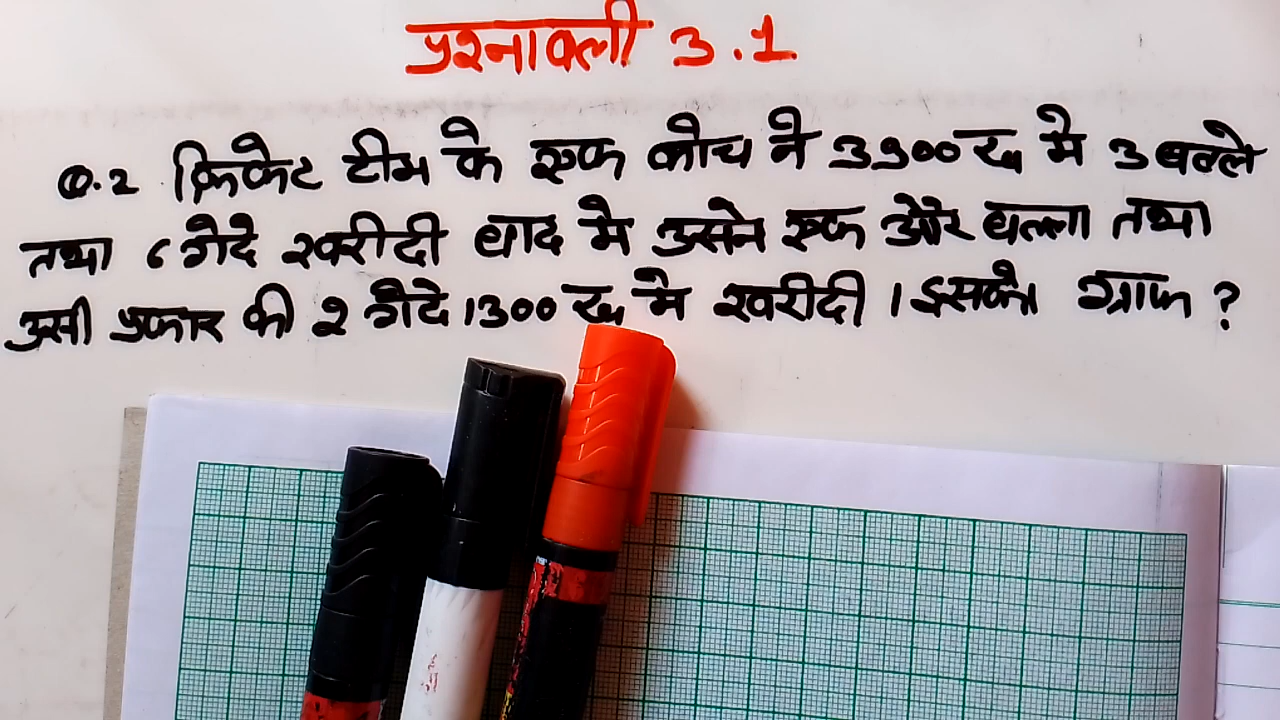 प्रश्नावली 3.1
Q.2 क्रिकेट टीम के एक कोच ने 3900 रू मे 3 बल्ले
तथा 6 गेंदे खरीदी बाद मे उसने एक और बल्ला तथा
उसी प्रकार की 2 गेंदे 1300 रू मे खरीदी । इसको ग्राफ ?